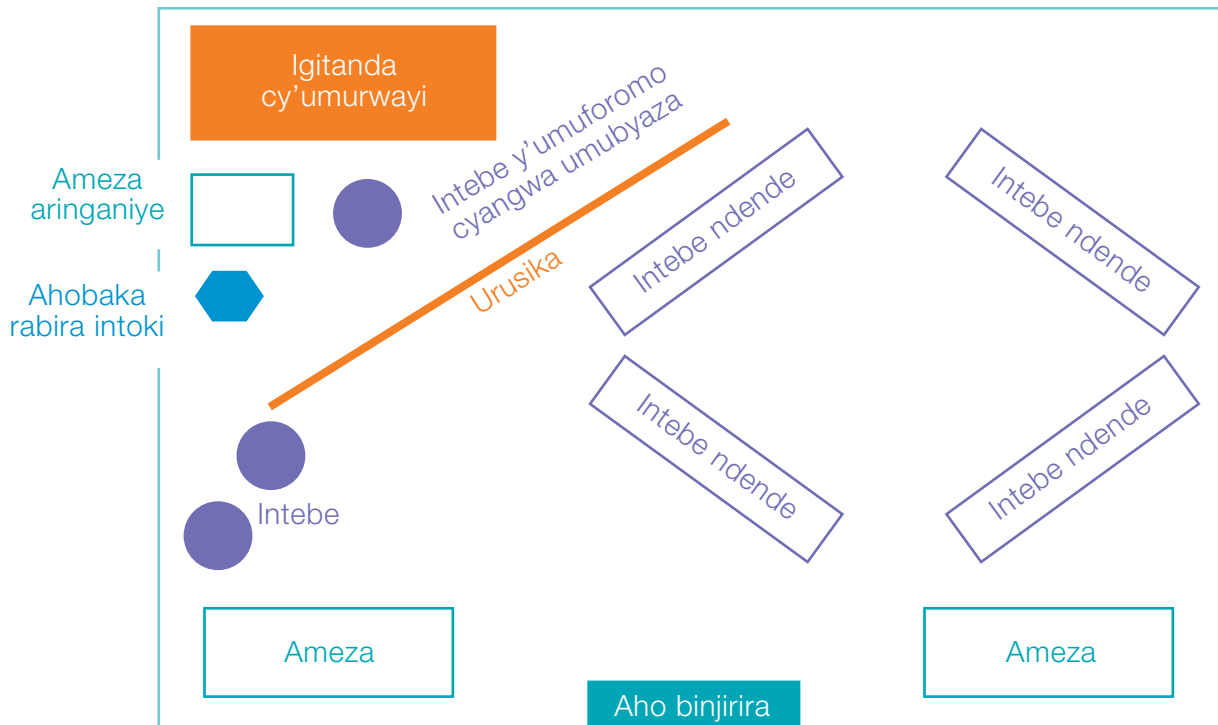 Igitanda
cy’umurwayi
Intebe y’umuforomo
cyangwa umubyaza
Ameza
aringaniye
Urusika
Ahobaka
rabira intoki
Intebe ndende
Intebe ndende
Intebe ndende
Intebe ndende
Intebe
Ameza
Ameza
Aho binjirira